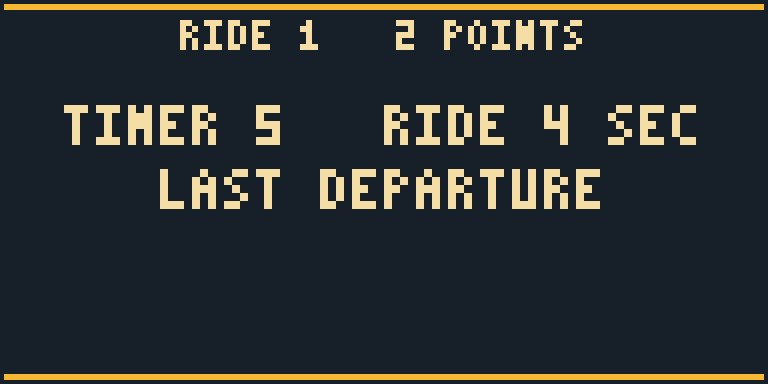 RIDE 1   2 POINTS
TIMER 5   RIDE 4 SEC
LAST DEPARTURE